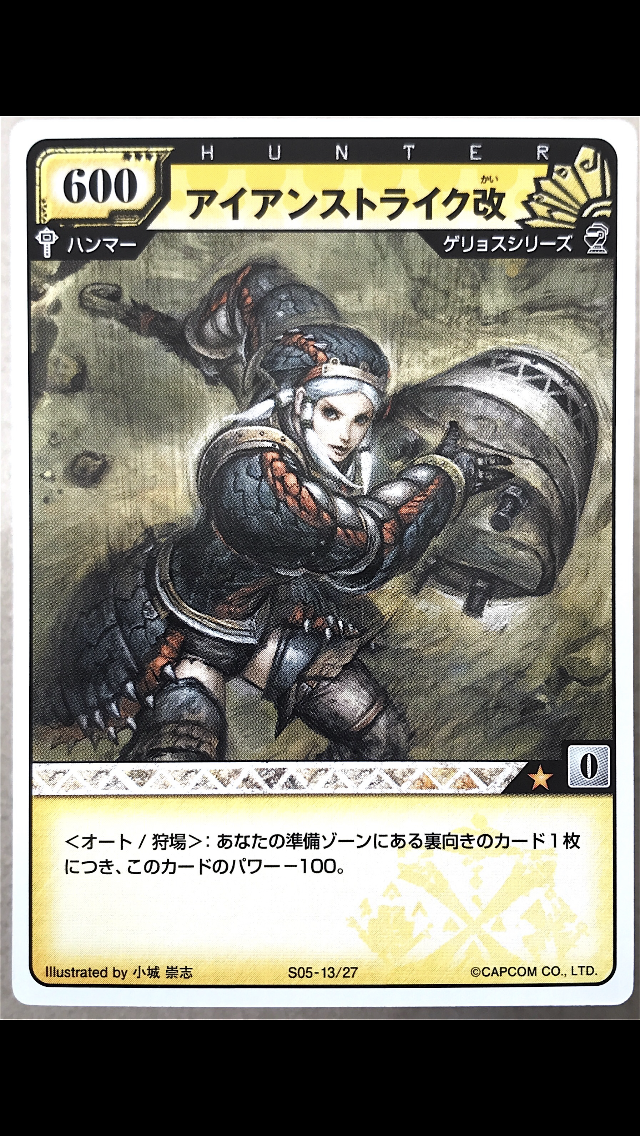 HUNTER
600
かい
アイアンストライク改
ハンマー
ゲリョスシリーズ
0
＜オート / 狩場＞：あなたの準備ゾーンにある裏向きのカード1枚
につき、このカードのパワー－100。
Illustrated by 小城 崇志
S05-13/27
©CAPCOM CO., LTD.